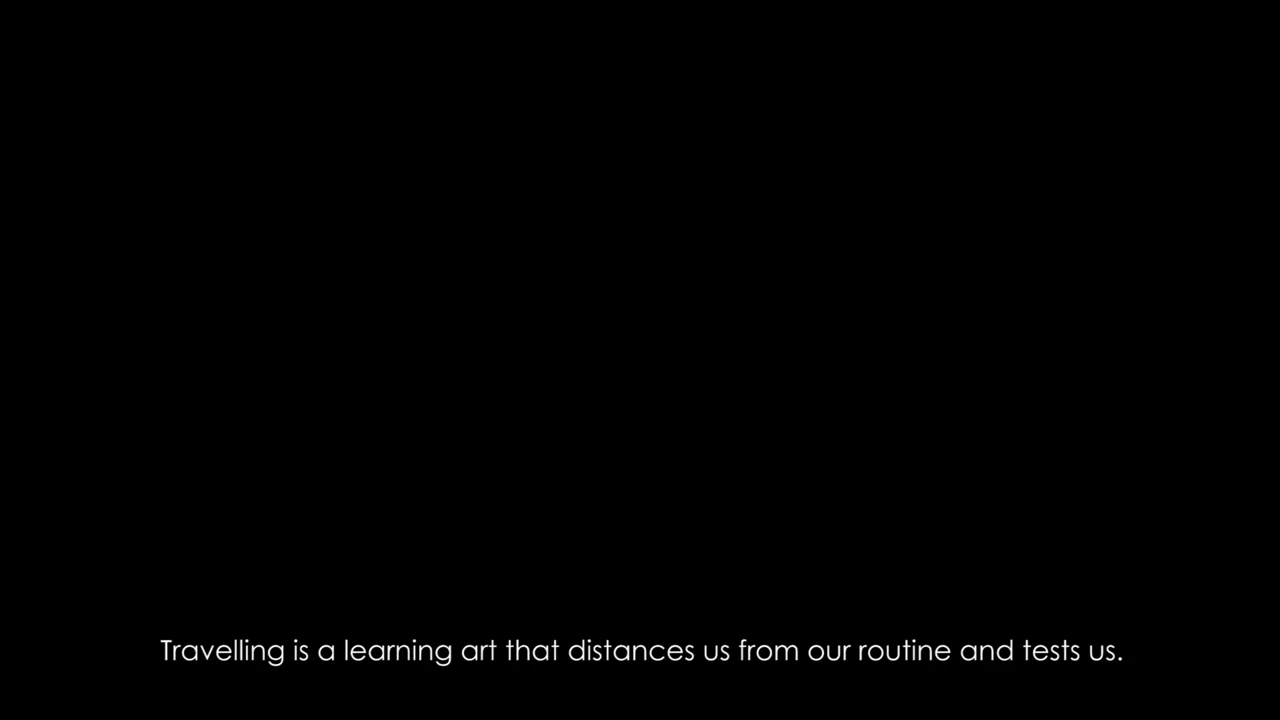 Travelling is a learning art that distances us from our routine and tests us.